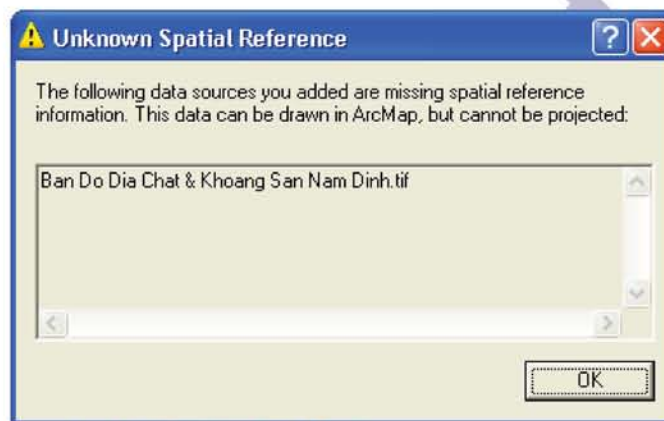 Unknown Spatial Reference
The following data sources you added are missing spatial reference
information. This data can be drawn in ArcMap, but cannot be projected:
Ban Do Dia Chat & Khoang San Nam Dinh.tif
OK